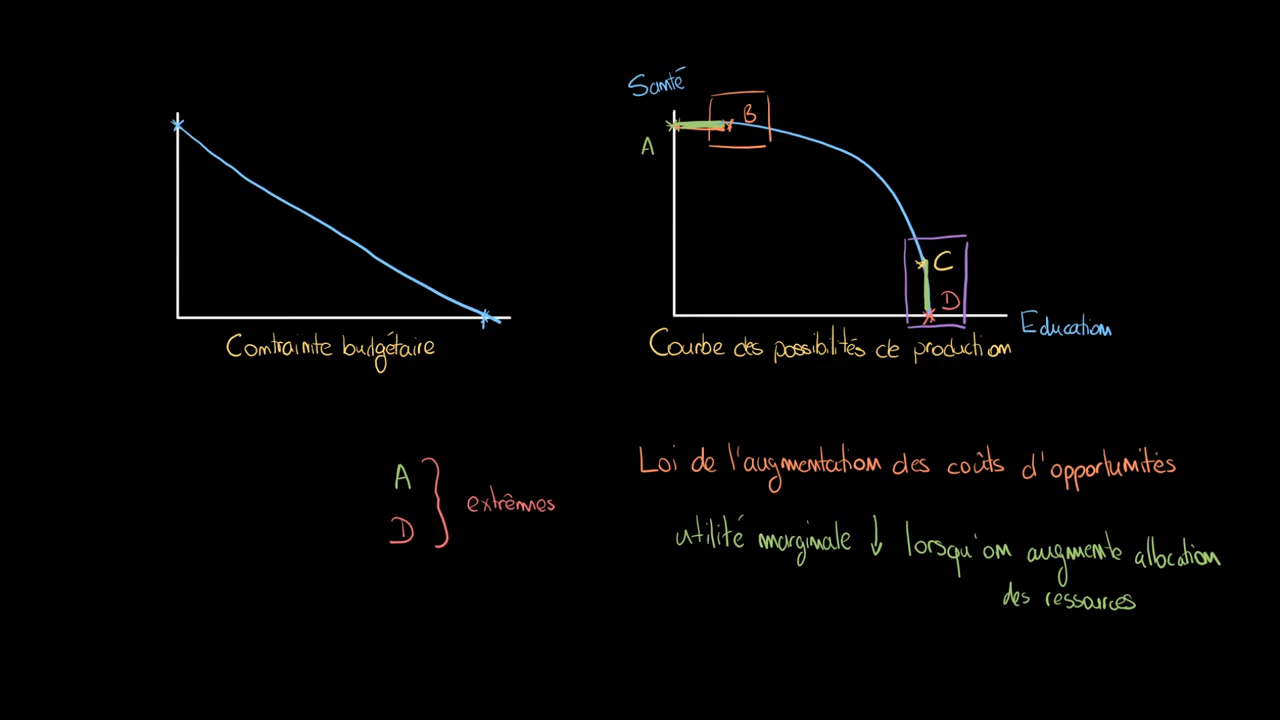 Santé
B
A
C
D
Education
Contrainte budgétaire
Courbe des possibilités de production
Loi de l'augmentation des coûts d'opportunités
A
extrêmes
D
utilité marginale ↓ lorsqu'on augmente allocation
des ressources